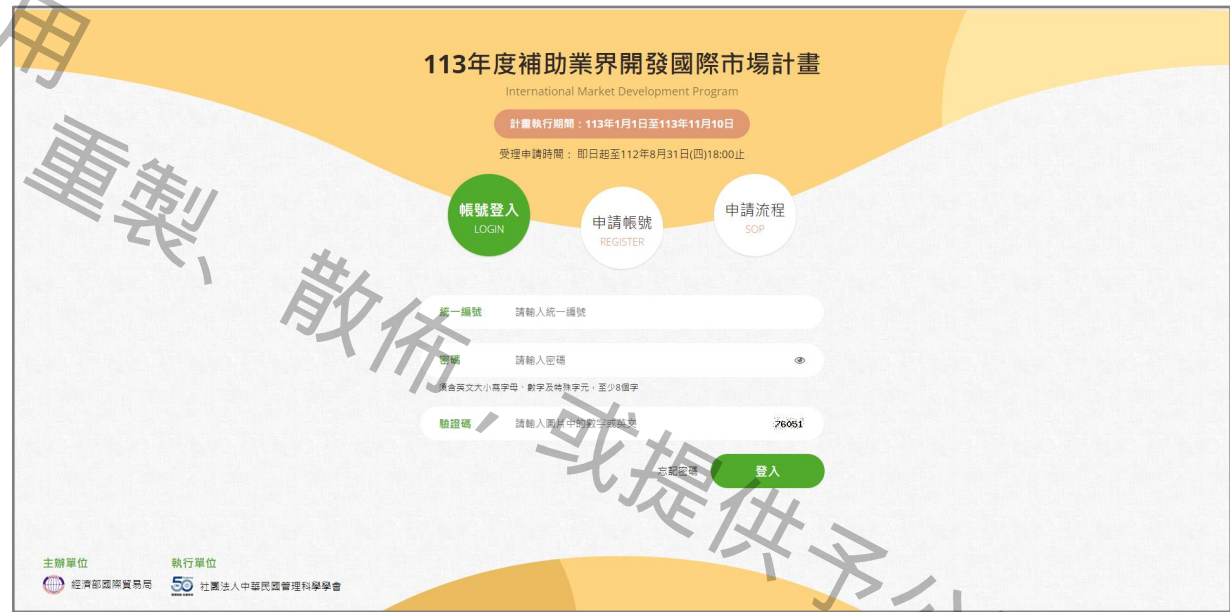 113年度補助業界開發國際市場計畫
International Market Development Program
計畫執行期間：113年1月1日至113年11月10日
受理申請時間： 即日起至112年8月31日(四)18:00止
帳號登入
LOGIN
申請帳號
REGISTER
申請流程
SOP
統一編號 請輸入統一編號
密碼 請輸入密碼
須含英文大小寫字母、數字及特殊字元，至少8個字
驗證碼 請輸入圖片中的數字或英文 76051
忘記密碼 登入
主辦單位
經濟部國際貿易局
執行單位
50 社團法人中華民國管理科學學會
用
重製、散佈，或提供予